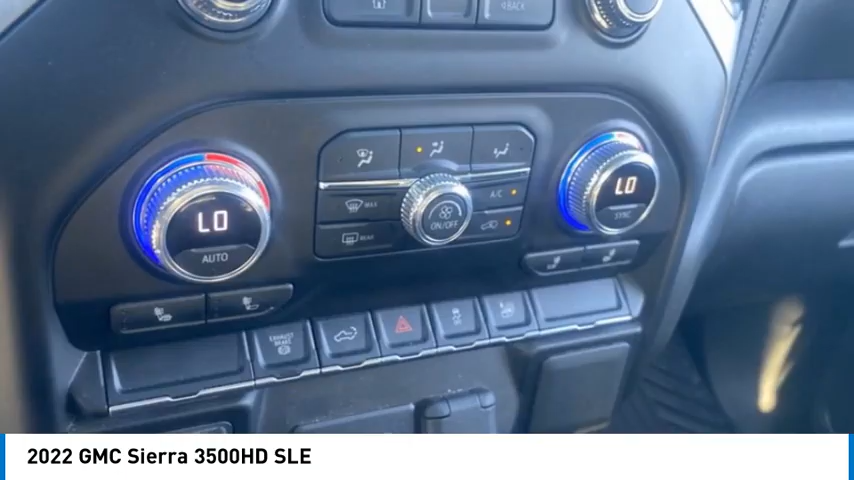 BACK
LO
AUTO
MAX
REAR
ON/OFF
A/C
LO
SYNC
EXHAUST
BRAKE
2022 GMC Sierra 3500HD SLE